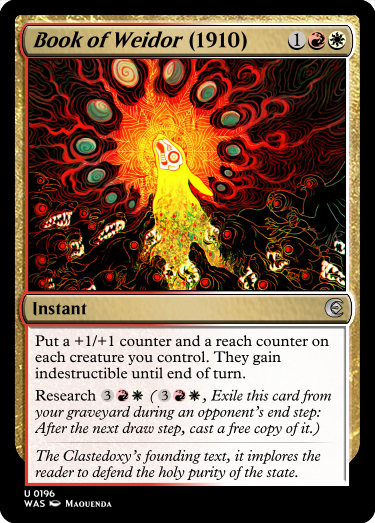 Book of Weidor (1910) 1
Instant
Put a +1/+1 counter and a reach counter on
each creature you control. They gain
indestructible until end of turn.
Research 3 ( 3 , Exile this card from
your graveyard during an opponent's end step:
After the next draw step, cast a free copy of it.)
The Clastedoxy's founding text, it implores the
reader to defend the holy purity of the state.
U 0196
WAS Maquenda